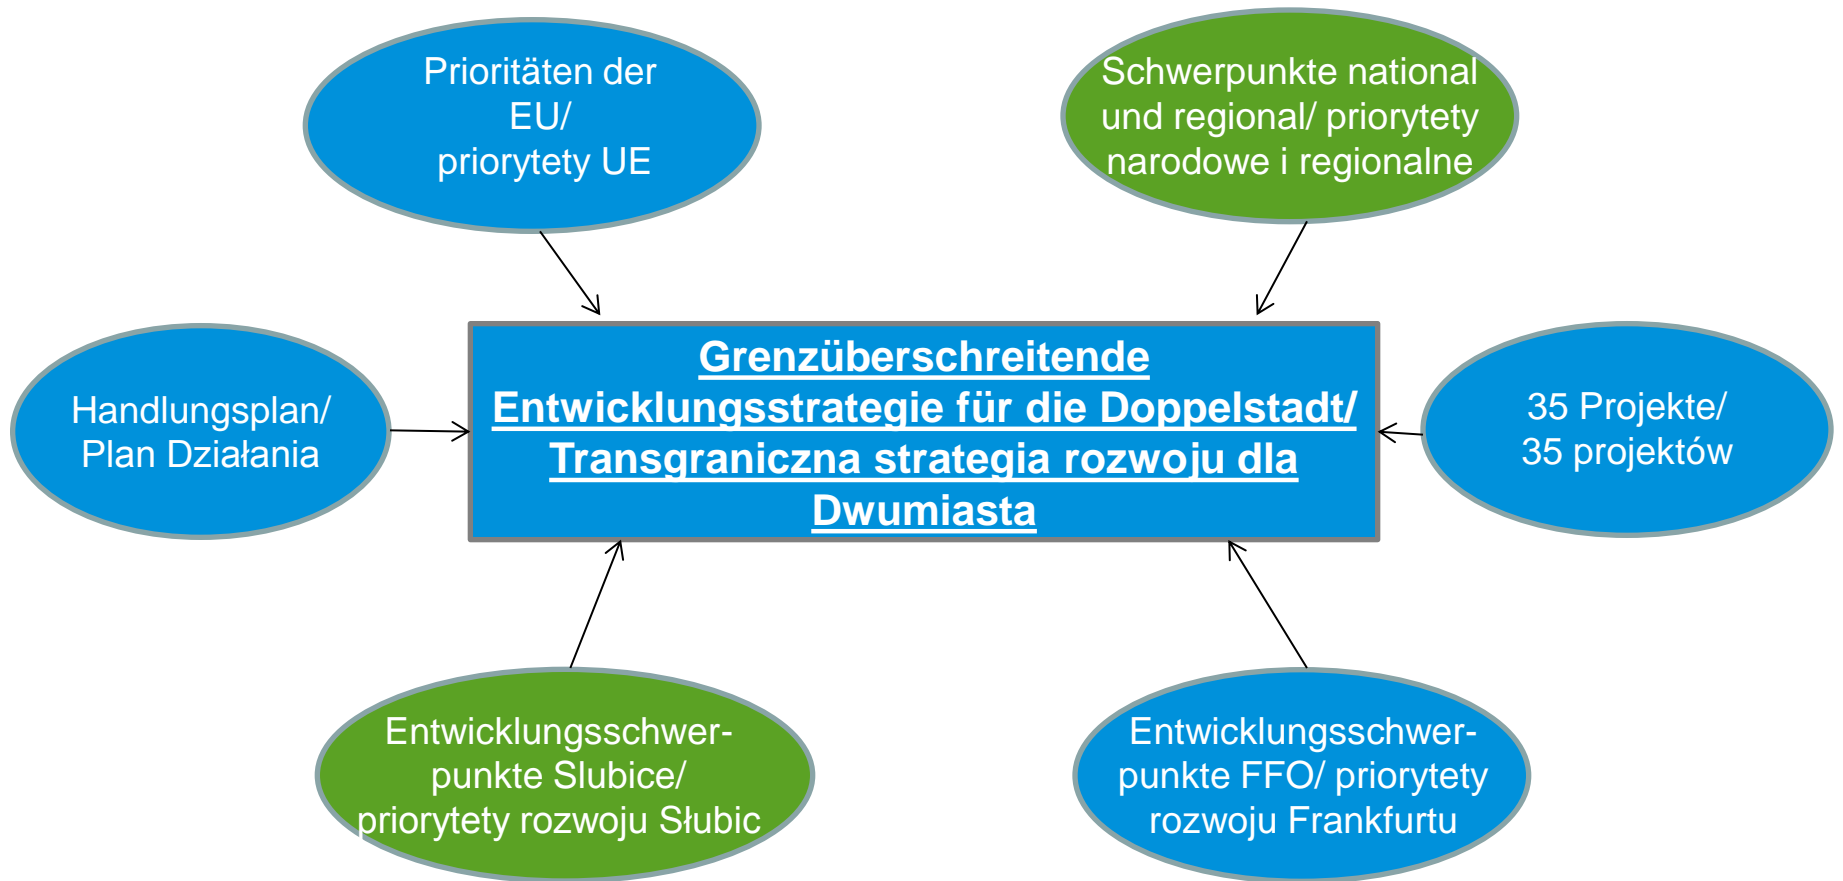 Prioritäten der
EU/
priorytety UE
Schwerpunkte national
und regional/ priorytety
narodowe i regionalne
Handlungsplan/
Plan Działania
Grenzüberschreitende
Entwicklungsstrategie für die Doppelstadt/
Transgraniczna strategia rozwoju dla
Dwumiasta
35 Projekte/
35 projektów
Entwicklungsschwer-
punkte Slubice/
priorytety rozwoju Słubic
Entwicklungsschwer-
punkte FFO/ priorytety
rozwoju Frankfurtu